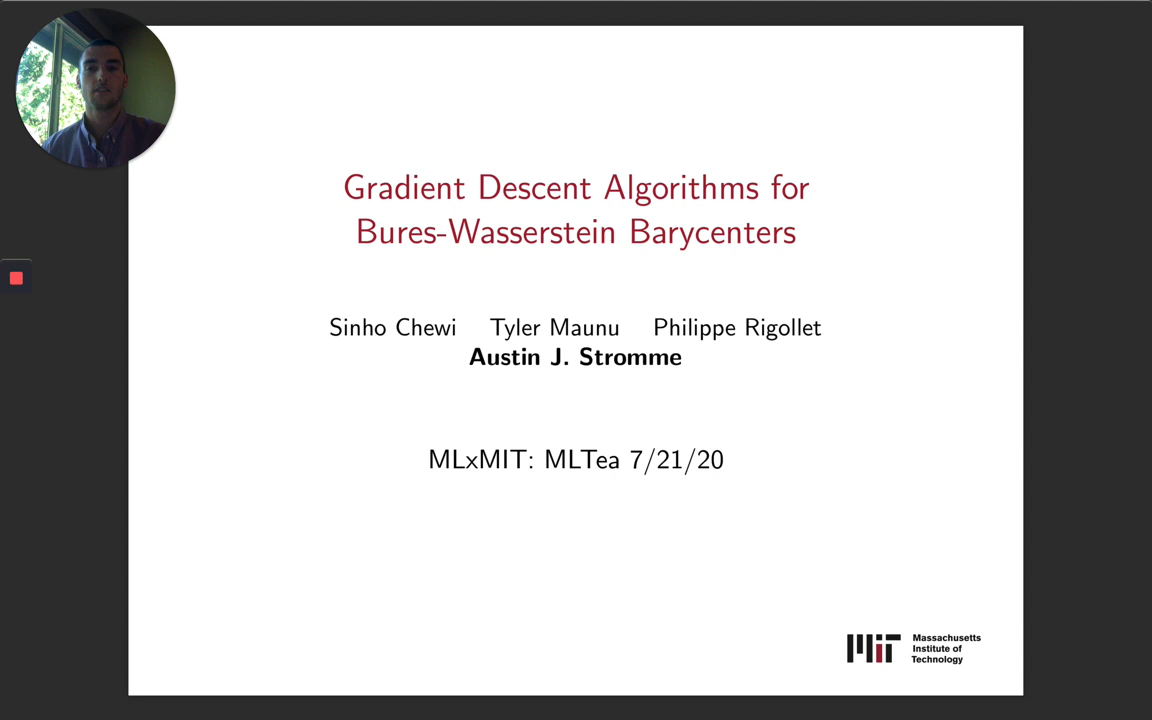 Gradient Descent Algorithms for
Bures-Wasserstein Barycenters
Sinho Chewi Tyler Maunu Philippe Rigollet
Austin J. Stromme
MLxMIT: MLTea 7/21/20
MIT
Massachusetts
Institute of
Technology